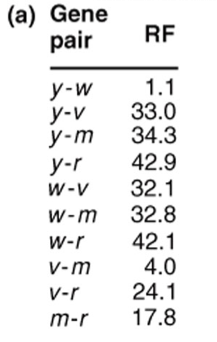 (a) Gene pair RF
y-w 1.1
y-v 33.0
y-m 34.3
y-r 42.9
w-v 32.1
w-m 32.8
w-r 42.1
v-m 4.0
v-r 24.1
m-r 17.8